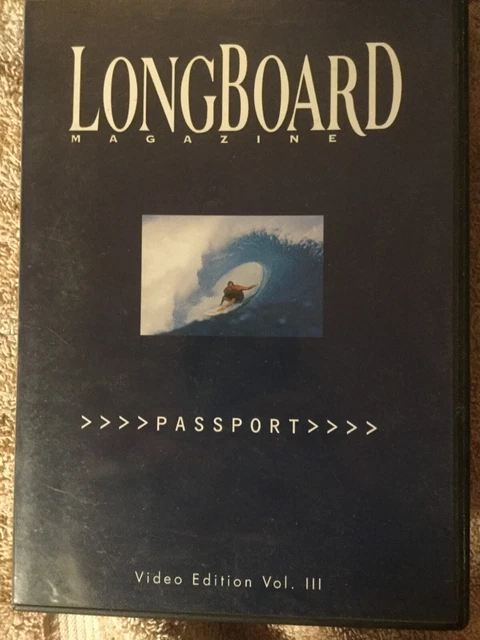 LONGBOARD
MAGAZINE
>>>>PASSPORT>>>>
Video Edition Vol. III